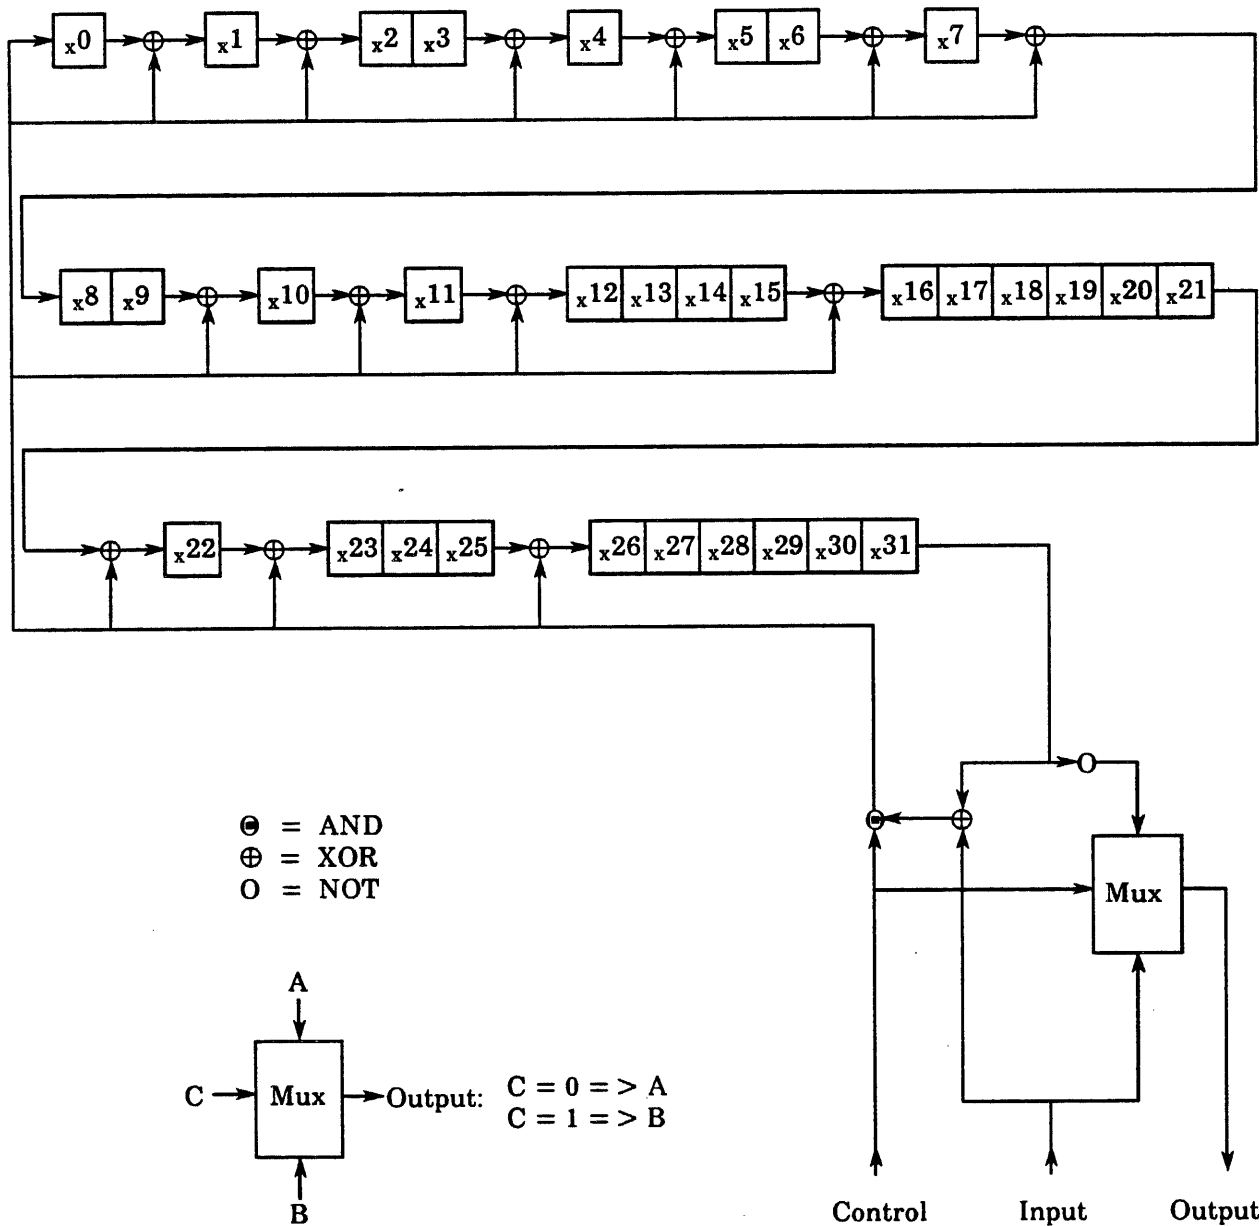 x0 x1 x2 x3 x4 x5 x6 x7
x8 x9 x10 x11 x12 x13 x14 x15 x16 x17 x18 x19 x20 x21
x22 x23 x24 x25 x26 x27 x28 x29 x30 x31
= AND
⊕ = XOR
O = NOT
Mux
A
C Mux Output: C = 0 = > A
C = 1 = > B
B
Control Input Output